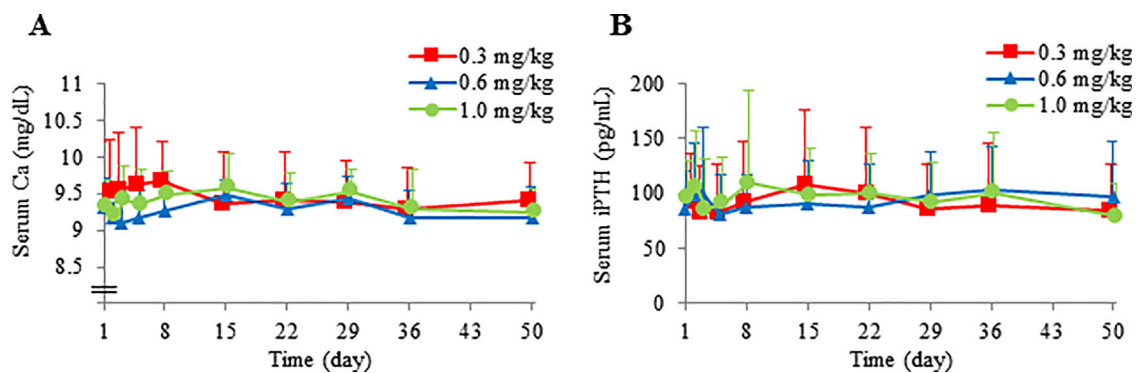 A
0.3 mg/kg
0.6 mg/kg
1.0 mg/kg
Serum Ca (mg/dL)
11
10.5
10
9.5
9
8.5
1 8 15 22 29 36 43 50
Time (day)
B
0.3 mg/kg
0.6 mg/kg
1.0 mg/kg
Serum iPTH (pg/mL)
200
150
100
50
0
1 8 15 22 29 36 43 50
Time (day)